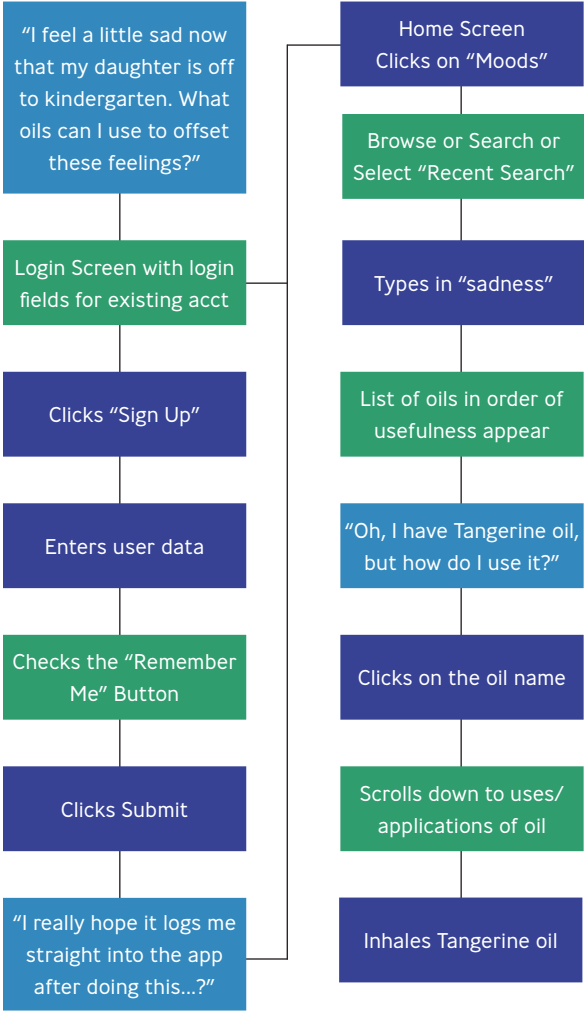 “I feel a little sad now
that my daughter is off
to kindergarten. What
oils can I use to offset
these feelings?”
Login Screen with login
fields for existing acct
Clicks “Sign Up”
Enters user data
Checks the “Remember
Me” Button
Clicks Submit
“I really hope it logs me
straight into the app
after doing this...?”
Home Screen
Clicks on “Moods”
Browse or Search or
Select “Recent Search”
Types in “sadness”
List of oils in order of
usefulness appear
“Oh, I have Tangerine oil,
but how do I use it?”
Clicks on the oil name
Scrolls down to uses/
applications of oil
Inhales Tangerine oil